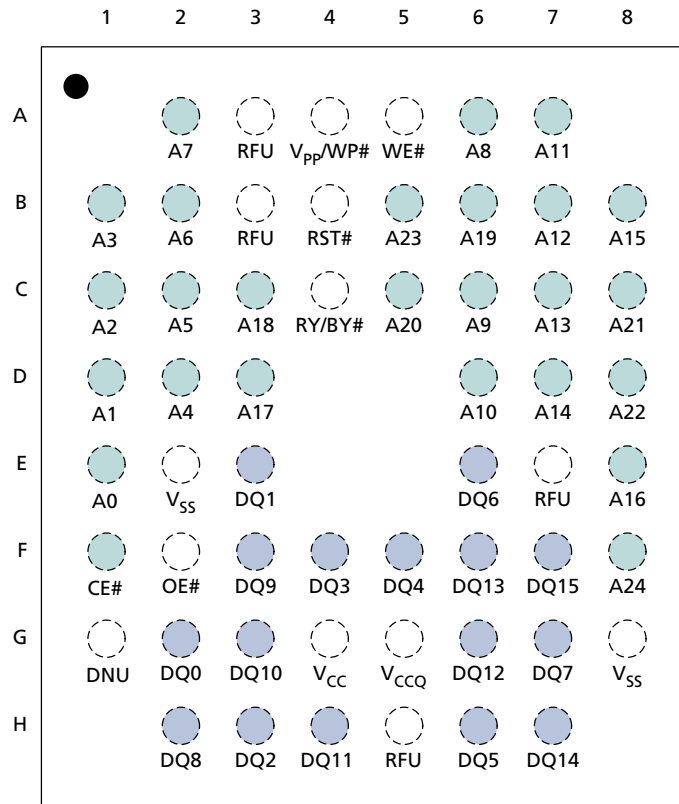 1 2 3 4 5 6 7 8
A
A7 RFU VPP/WP# WE# A8 A11
B
A3 A6 RFU RST# A23 A19 A12 A15
C
A2 A5 A18 RY/BY# A20 A9 A13 A21
D
A1 A4 A17 A10 A14 A22
E
A0 VSS DQ1 DQ6 RFU A16
F
CE# OE# DQ9 DQ3 DQ4 DQ13 DQ15 A24
G
DNU DQ0 DQ10 VCC VCCQ DQ12 DQ7 VSS
H
DQ8 DQ2 DQ11 RFU DQ5 DQ14